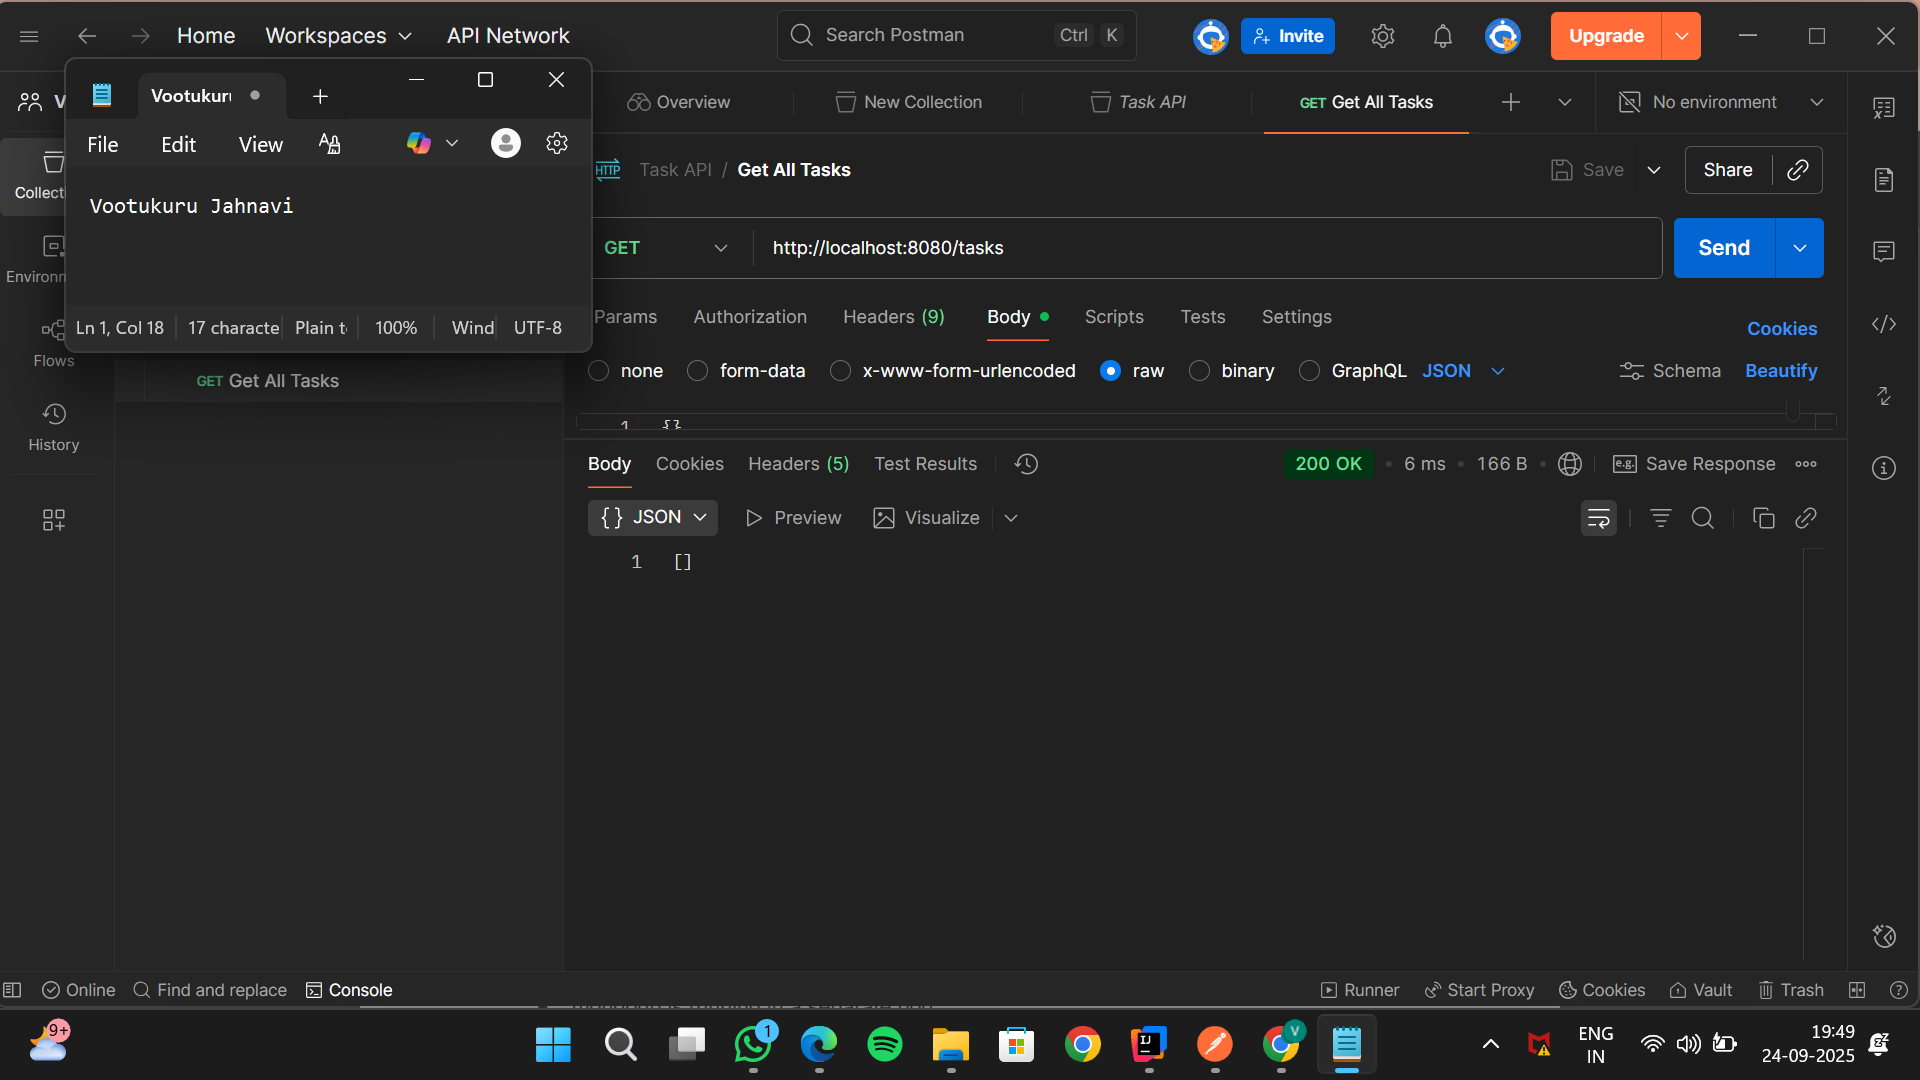 Home
Workspaces
API Network
Search Postman
Ctrl
K
Invite
Upgrade
Vootukuru
File
Edit
View
Vootukuru Jahnavi
Ln 1, Col 18
17 characte
Plain t
100%
Wind
UTF-8
V
Collecti
Environm
Flows
History
GET Get All Tasks
Overview
New Collection
Task API
GET Get All Tasks
No environment
HTTP
Task API / Get All Tasks
Save
Share
GET
http://localhost:8080/tasks
Send
Params
Authorization
Headers (9)
Body
Scripts
Tests
Settings
Cookies
none
form-data
x-www-form-urlencoded
raw
binary
GraphQL
JSON
Schema
Beautify
1 {}
Body
Cookies
Headers (5)
Test Results
200 OK
6 ms
166 B
e.g.
Save Response
{} JSON
Preview
Visualize
1 []
Online
Find and replace
Console
Runner
Start Proxy
Cookies
Vault
Trash
9+
1
IJ
V
ENG
IN
19:49
24-09-2025